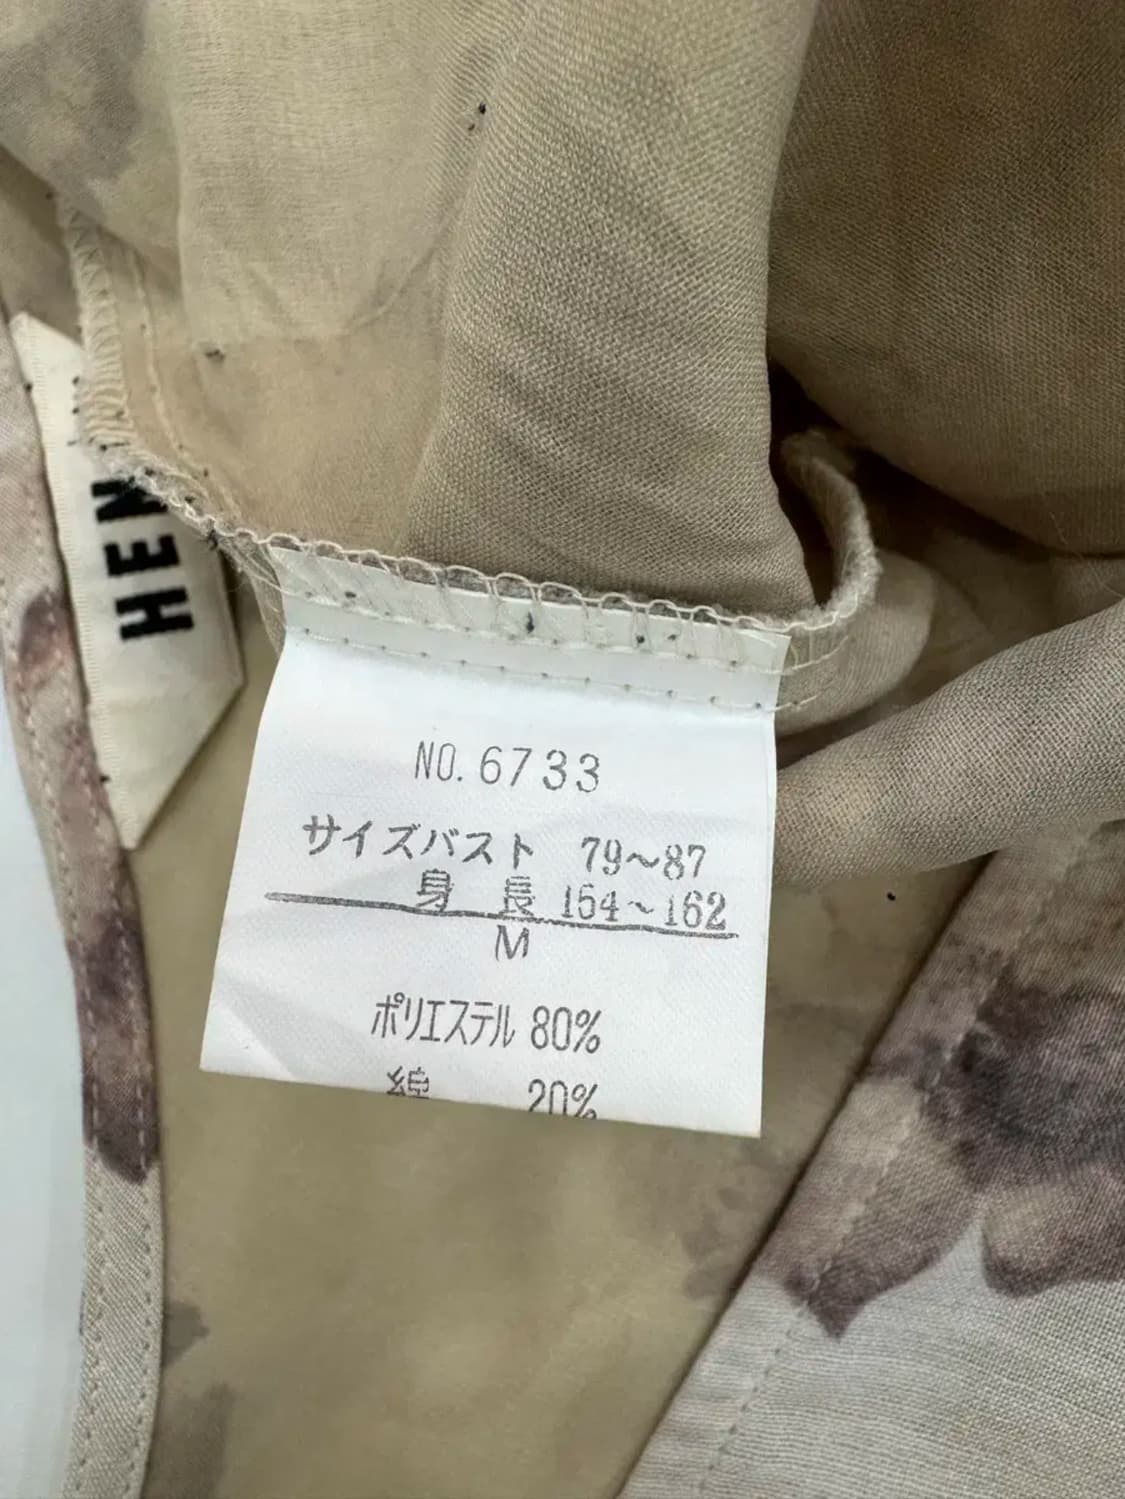 HEN
NO. 6733
サイズバスト 79～87
身 長 154～162
M
ポリエステル 80%
綿 20%